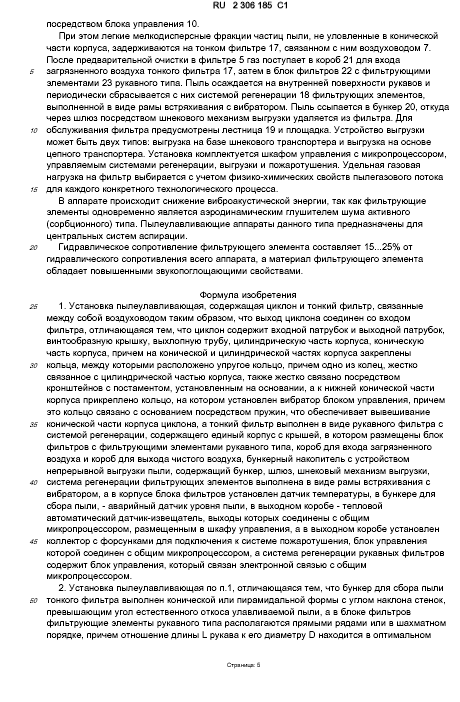 RU 2 306 185 C1
посредством блока управления 10.
При этом легкие мелкодисперсные фракции частиц пыли, не уловленные в конической
части корпуса, задерживаются на тонком фильтре 17, связанном с ним воздуховодом 7.
После предварительной очистки в фильтре 5 газ поступает в короб 21 для входа
5 загрязненного воздуха тонкого фильтра 17, затем в блок фильтров 22 с фильтрующими
элементами 23 рукавного типа. Пыль осаждается на внутренней поверхности рукавов и
периодически сбрасывается с них системой регенерации 18 фильтрующих элементов,
выполненной в виде рамы встряхивания с вибратором. Пыль ссыпается в бункер 20, откуда
через шлюз посредством шнекового механизм выгрузки удаляется из фильтра. Для
10 обслуживания фильтра предусмотрены лестница 19 и площадка. Устройство выгрузки
может быть двух типов: выгрузка на базе шнекового транспортера и выгрузка на основе
цепного транспортера. Установка комплектуется шкафом управления с микропроцессором,
управляемым системами регенерации, выгрузки и пожаротушения. Удельная газовая
нагрузка на фильтр выбирается с учетом физико-химических свойств пылегазового потока
15 для каждого конкретного технологического процесса.
В аппарате происходит снижение виброакустической энергии, так как фильтрующие
элементы одновременно является аэродинамическим глушителем шума активного
(сорбционного) типа. Пылеулавливающие аппараты данного типа предназначены для
центральных систем аспирации.
20 Гидравлическое сопротивление фильтрующего элемента составляет 15...25% от
гидравлического сопротивления всего аппарата, а материал фильтрующего элемента
обладает повышенными звукопоглощающими свойствами.
Формула изобретения
25 1. Установка пылеулавливающая, содержащая циклон и тонкий фильтр, связанные
между собой воздуховодом таким образом, что выход циклона соединен со входом
фильтра, отличающаяся тем, что циклон содержит входной патрубок и выходной патрубок,
винтообразную крышку, выхлопную трубу, цилиндрическую часть корпуса, коническую
часть корпуса, причем на конической и цилиндрической частях корпуса закреплены
30 кольца, между которыми расположено упругое кольцо, причем одно из колец, жестко
связанное с цилиндрической частью корпуса, также жестко связано посредством
кронштейнов с постаментом, установленным на основании, а к нижней конической части
корпуса прикреплено кольцо, на котором установлен вибратор блоком управления, причем
это кольцо связано с основанием посредством пружин, что обеспечивает вывешивание
35 конической части корпуса циклона, а тонкий фильтр выполнен в виде рукавного фильтра с
системой регенерации, содержащего единый корпус с крышей, в котором размещены блок
фильтров с фильтрующими элементами рукавного типа, короб для входа загрязненного
воздуха и короб для выхода чистого воздуха, бункерный накопитель с устройством
непрерывной выгрузки пыли, содержащий бункер, шлюз, шнековый механизм выгрузки,
40 система регенерации фильтрующих элементов выполнена в виде рамы встряхивания с
вибратором, а в корпусе блока фильтров установлен датчик температуры, в бункере для
сбора пыли, - аварийный датчик уровня пыли, в выходном коробе - тепловой
автоматический датчик-извещатель, выходы которых соединены с общим
микропроцессором, размещенным в шкафу управления, а в выходном коробе установлен
45 коллектор с форсунками для подключения к системе пожаротушения, блок управления
которой соединен с общим микропроцессором, а система регенерации рукавных фильтров
содержит блок управления, который связан электронной связью с общим
микропроцессором.
2. Установка пылеулавливающая по п.1, отличающаяся тем, что бункер для сбора пыли
50 тонкого фильтра выполнен конической или пирамидальной формы с углом наклона стенок,
превышающим угол естественного откоса улавливаемой пыли, а в блоке фильтров
фильтрующие элементы рукавного типа располагаются прямыми рядами или в шахматном
порядке, причем отношение длины L рукава к его диаметру D находится в оптимальном
Страница: 5